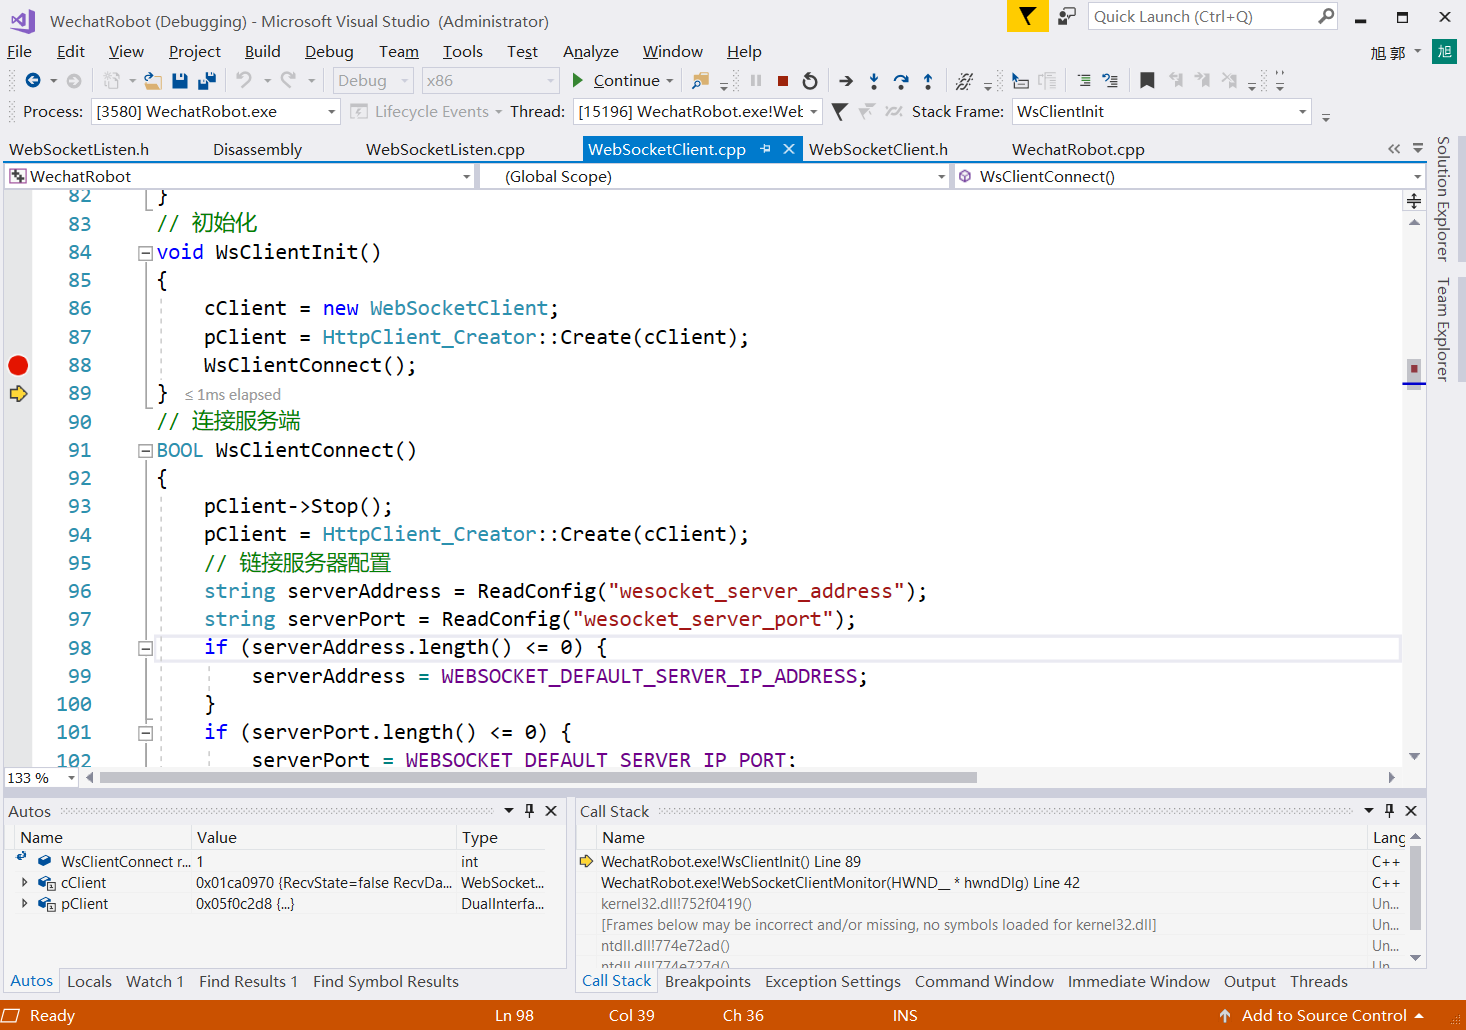 WechatRobot (Debugging) - Microsoft Visual Studio (Administrator)
Quick Launch (Ctrl+Q)
File Edit View Project Build Debug Team Tools Test Analyze Window Help
旭 郭 旭
Debug x86 Continue
Process: [3580] WechatRobot.exe Lifecycle Events Thread: [15196] WechatRobot.exe!Wek Stack Frame: WsClientInit
WebSocketListen.h Disassembly WebSocketListen.cpp WebSocketClient.cpp WebSocketClient.h WechatRobot.cpp
WechatRobot (Global Scope) WsClientConnect()
82 }
83 // 初始化
84 void WsClientInit()
85 {
86 cClient = new WebSocketClient;
87 pClient = HttpClient_Creator::Create(cClient);
88 WsClientConnect();
89 } ≤ 1ms elapsed
90 // 连接服务端
91 BOOL WsClientConnect()
92 {
93 pClient->Stop();
94 pClient = HttpClient_Creator::Create(cClient);
95 // 链接服务器配置
96 string serverAddress = ReadConfig("wesocket_server_address");
97 string serverPort = ReadConfig("wesocket_server_port");
98 if (serverAddress.length() <= 0) {
99 serverAddress = WEBSOCKET_DEFAULT_SERVER_IP_ADDRESS;
100 }
101 if (serverPort.length() <= 0) {
102 serverPort = WEBSOCKET_DEFAULT_SERVER_IP_PORT;
133 %
Solution Explorer
Team Explorer
Autos
Name Value Type
WsClientConnect r... 1 int
cClient 0x01ca0970 {RecvState=false RecvDa... WebSocket...
pClient 0x05f0c2d8 {...} DualInterfa...
Autos Locals Watch 1 Find Results 1 Find Symbol Results
Call Stack
Name Lang
WechatRobot.exe!WsClientInit() Line 89 C++
WechatRobot.exe!WebSocketClientMonitor(HWND__ * hwndDlg) Line 42 C++
kernel32.dll!752f0419() Un...
[Frames below may be incorrect and/or missing, no symbols loaded for kernel32.dll] Un...
ntdll.dll!774e72ad() Un...
ntdll.dll!774e727d() Un...
Call Stack Breakpoints Exception Settings Command Window Immediate Window Output Threads
Ready Ln 98 Col 39 Ch 36 INS Add to Source Control